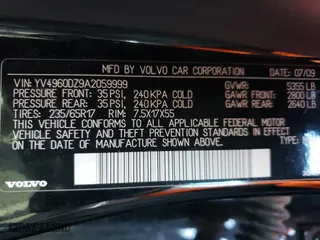 MFD BY VOLVO CAR CORPORATION DATE: 07/09
VIN: YV4960DZ9A2059999 GVWR: 5355 LB
PRESSURE FRONT: 35 PSI, 240 KPA COLD GAWR FRONT: 2800 LB
PRESSURE REAR: 35 PSI, 240 KPA COLD GAWR REAR: 2640 LB
TIRES: 235/65R17 RIM: 7.5X17X55
THIS VEHICLE CONFORMS TO ALL APPLICABLE FEDERAL MOTOR
VEHICLE SAFETY, BUMPER AND THEFT PREVENTION STANDARDS IN
EFFECT ON THE DATE OF MANUFACTURE SHOWN ABOVE.
TYPE:
VOLVO